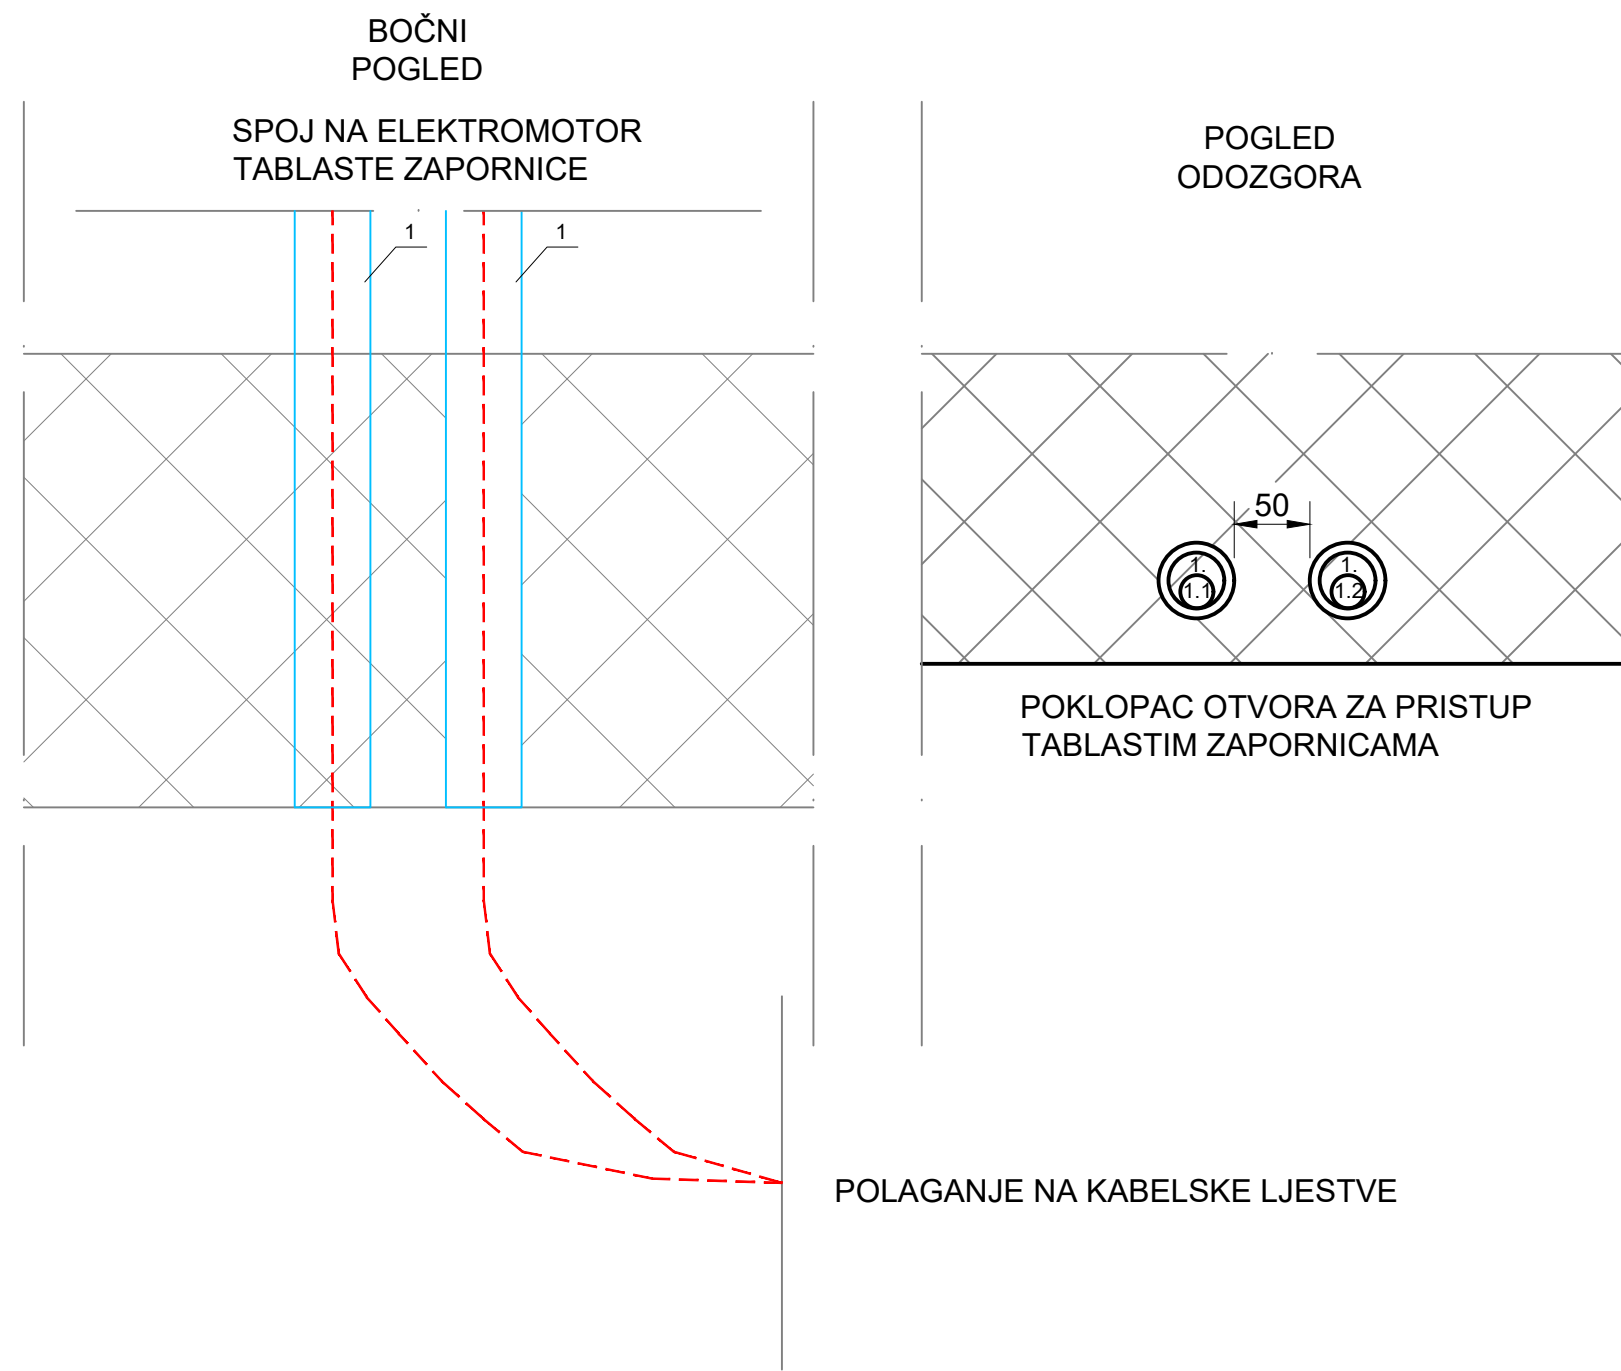 BOČNI
POGLED
SPOJ NA ELEKTROMOTOR
TABLASTE ZAPORNICE
1
1
POGLED
ODOZGORA
50
1.
1.1
1.
1.2
POKLOPAC OTVORA ZA PRISTUP
TABLASTIM ZAPORNICAMA
POLAGANJE NA KABELSKE LJESTVE